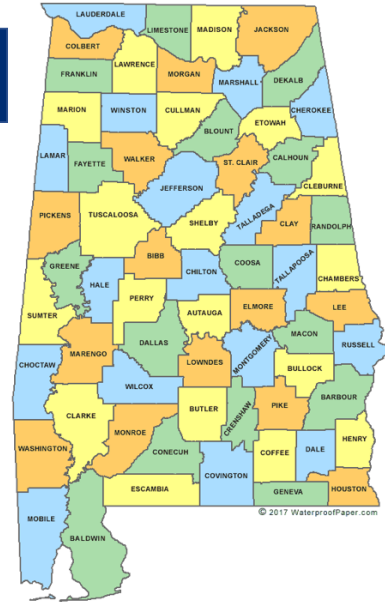 LAUDERDALE
LIMESTONE
MADISON
JACKSON
COLBERT
LAWRENCE
FRANKLIN
MORGAN
MARSHALL
DEKALB
MARION
WINSTON
CULLMAN
ETOWAH
CHEROKEE
BLOUNT
LAMAR
FAYETTE
WALKER
ST. CLAIR
CALHOUN
JEFFERSON
CLEBURNE
PICKENS
TUSCALOOSA
SHELBY
TALLADEGA
CLAY
RANDOLPH
BIBB
GREENE
HALE
CHILTON
COOSA
TALLAPOOSA
CHAMBERS
SUMTER
PERRY
AUTAUGA
ELMORE
LEE
MARENGO
DALLAS
LOWNDES
MONTGOMERY
MACON
RUSSELL
CHOCTAW
BULLOCK
WILCOX
BARBOUR
CLARKE
BUTLER
CRENSHAW
PIKE
MONROE
CONECUH
COFFEE
DALE
HENRY
WASHINGTON
COVINGTON
ESCAMBIA
GENEVA
HOUSTON
MOBILE
BALDWIN
© 2017 WaterproofPaper.com